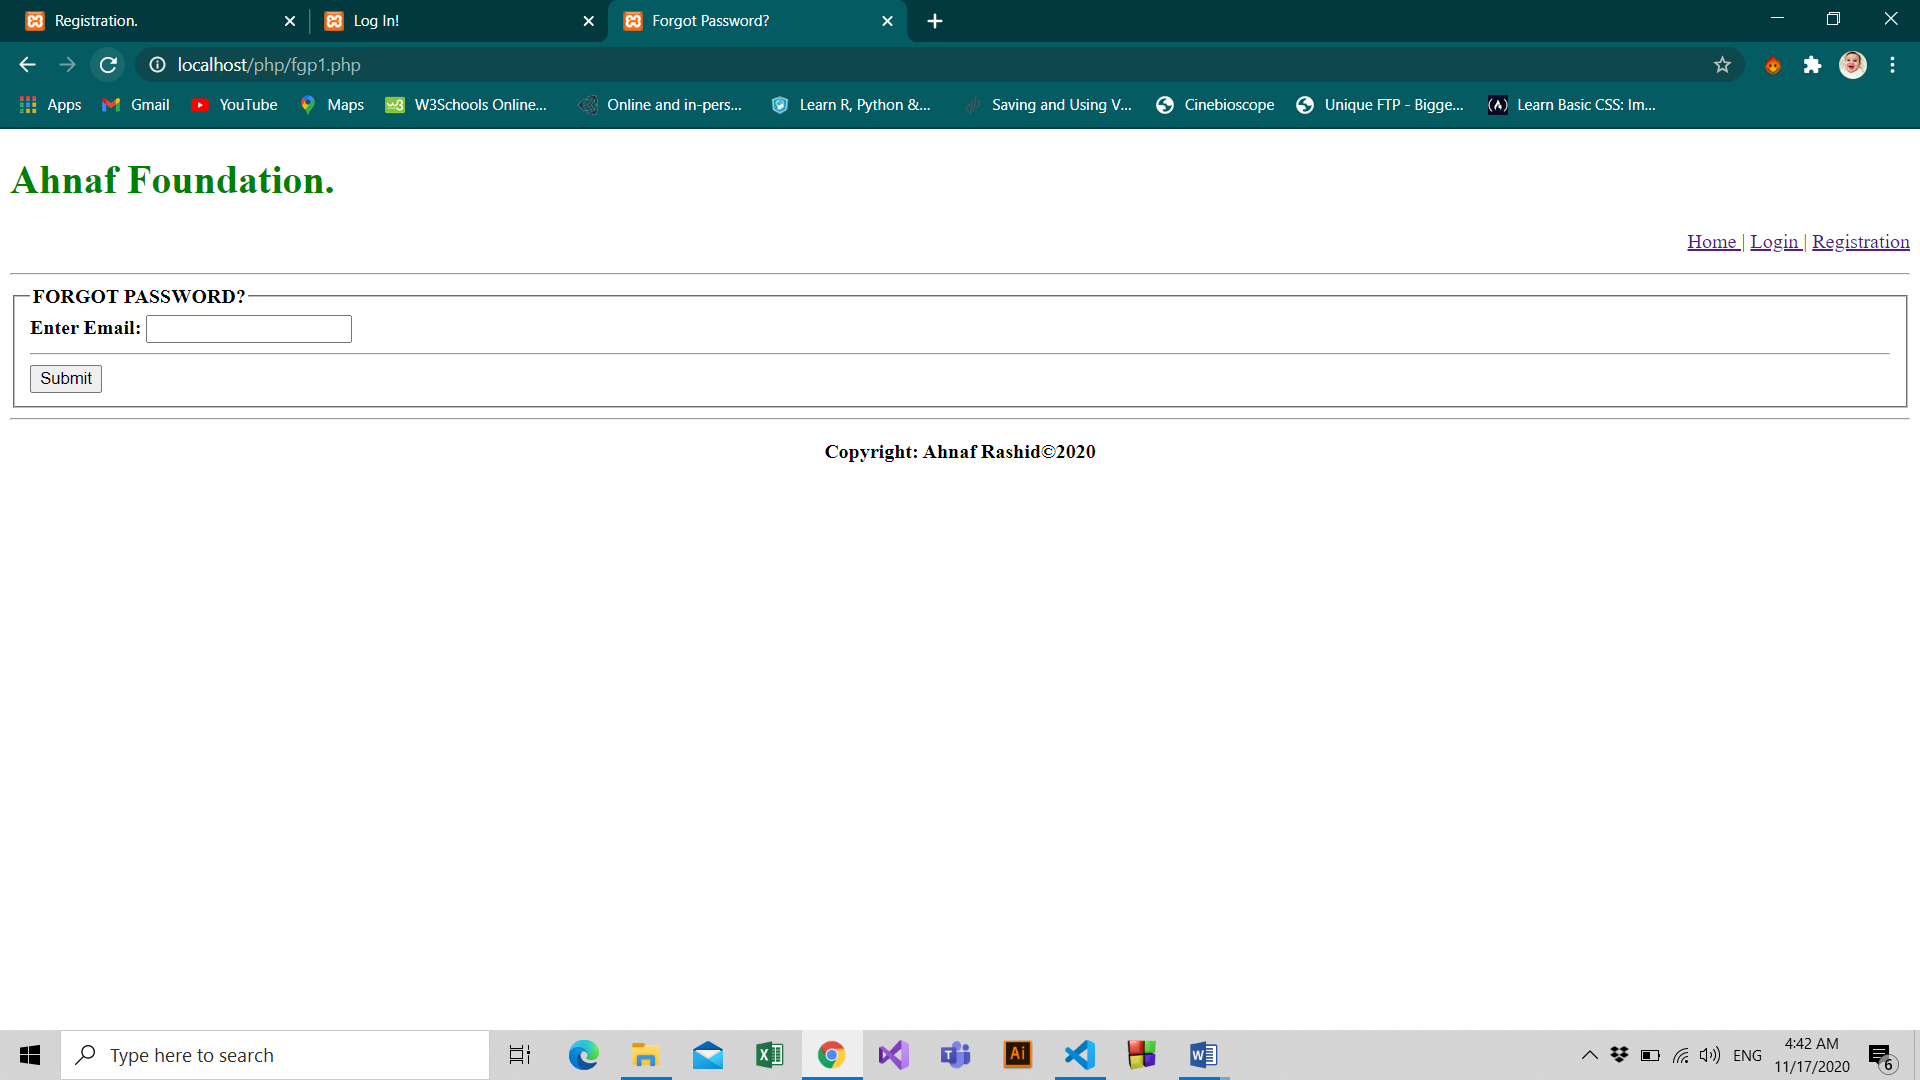 Registration.
Log In!
Forgot Password?
localhost/php/fgp1.php
Apps
Gmail
YouTube
Maps
W3Schools Online...
Online and in-pers...
Learn R, Python &...
Saving and Using V...
Cinebioscope
Unique FTP - Bigge...
Learn Basic CSS: Im...
Ahnaf Foundation.
Home | Login | Registration
FORGOT PASSWORD?
Enter Email:
Submit
Copyright: Ahnaf Rashid©2020
Type here to search
ENG
4:42 AM
11/17/2020
6